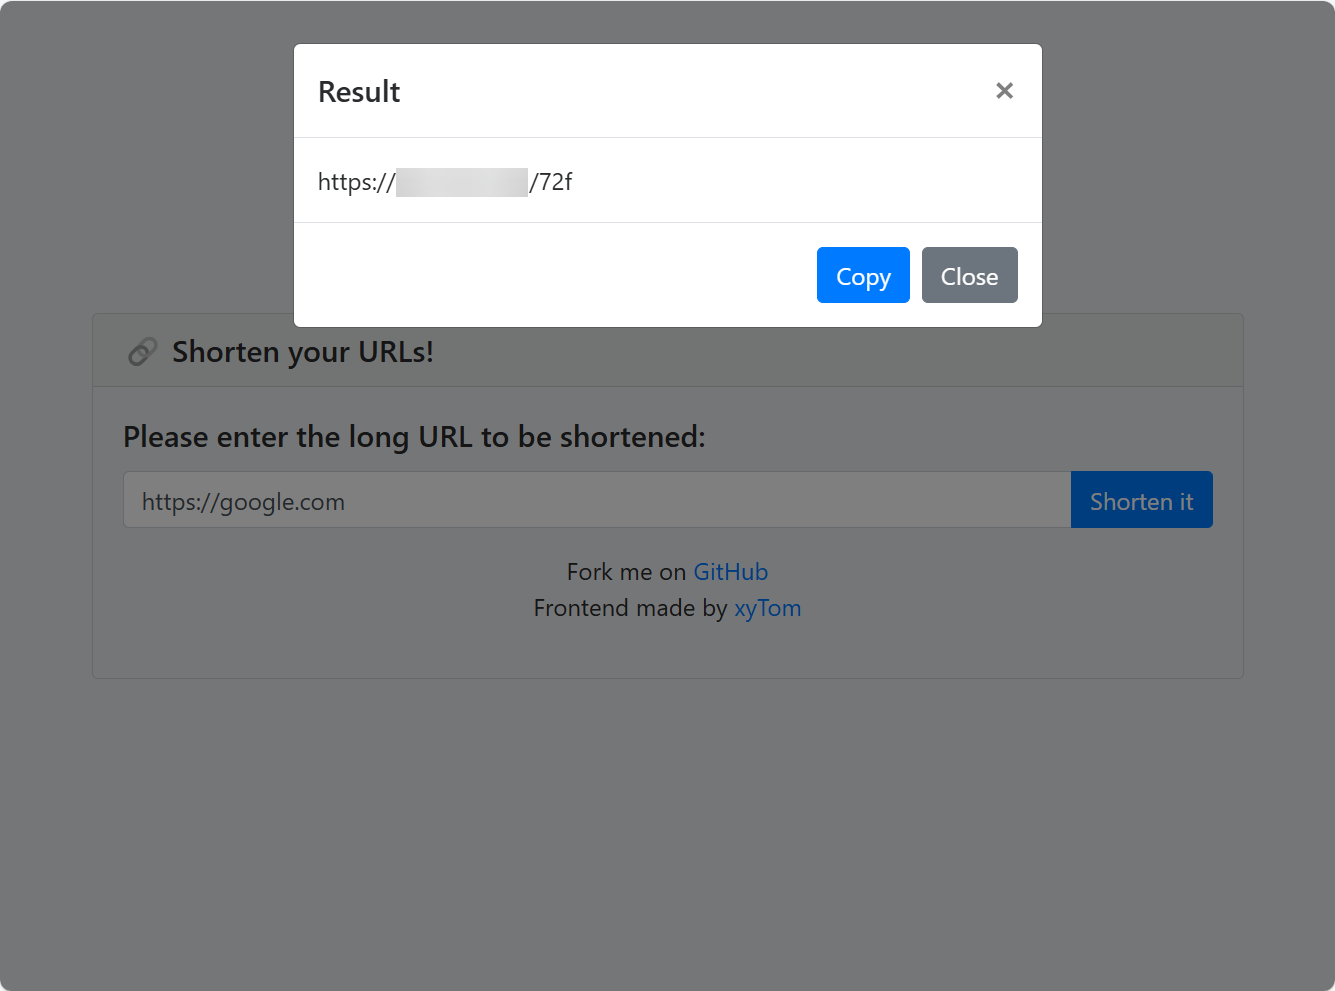 Result ×
https:// /72f
Copy Close
Shorten your URLs!
Please enter the long URL to be shortened:
https://google.com Shorten it
Fork me on GitHub
Frontend made by xyTom